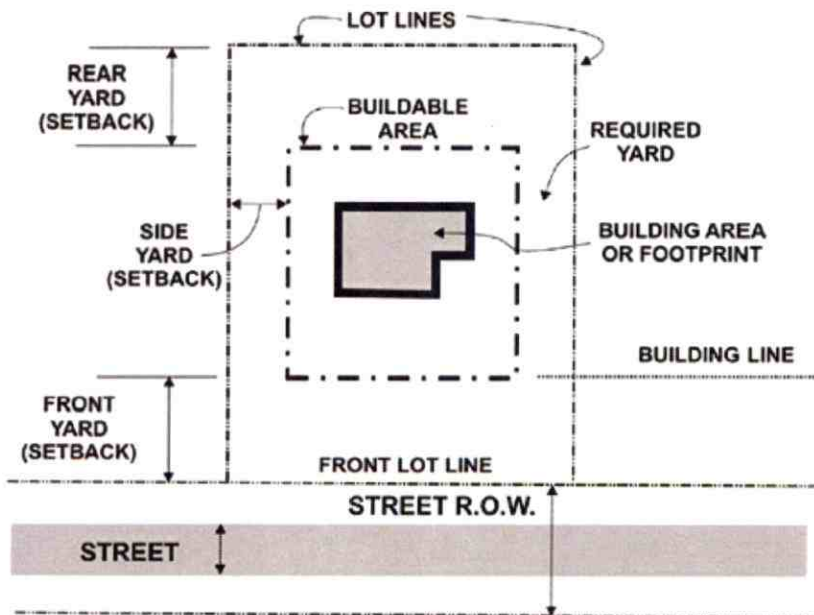 LOT LINES
REAR
YARD
(SETBACK)
BUILDABLE
AREA
REQUIRED
YARD
SIDE
YARD
(SETBACK)
BUILDING AREA
OR FOOTPRINT
BUILDING LINE
FRONT
YARD
(SETBACK)
FRONT LOT LINE
STREET R.O.W.
STREET